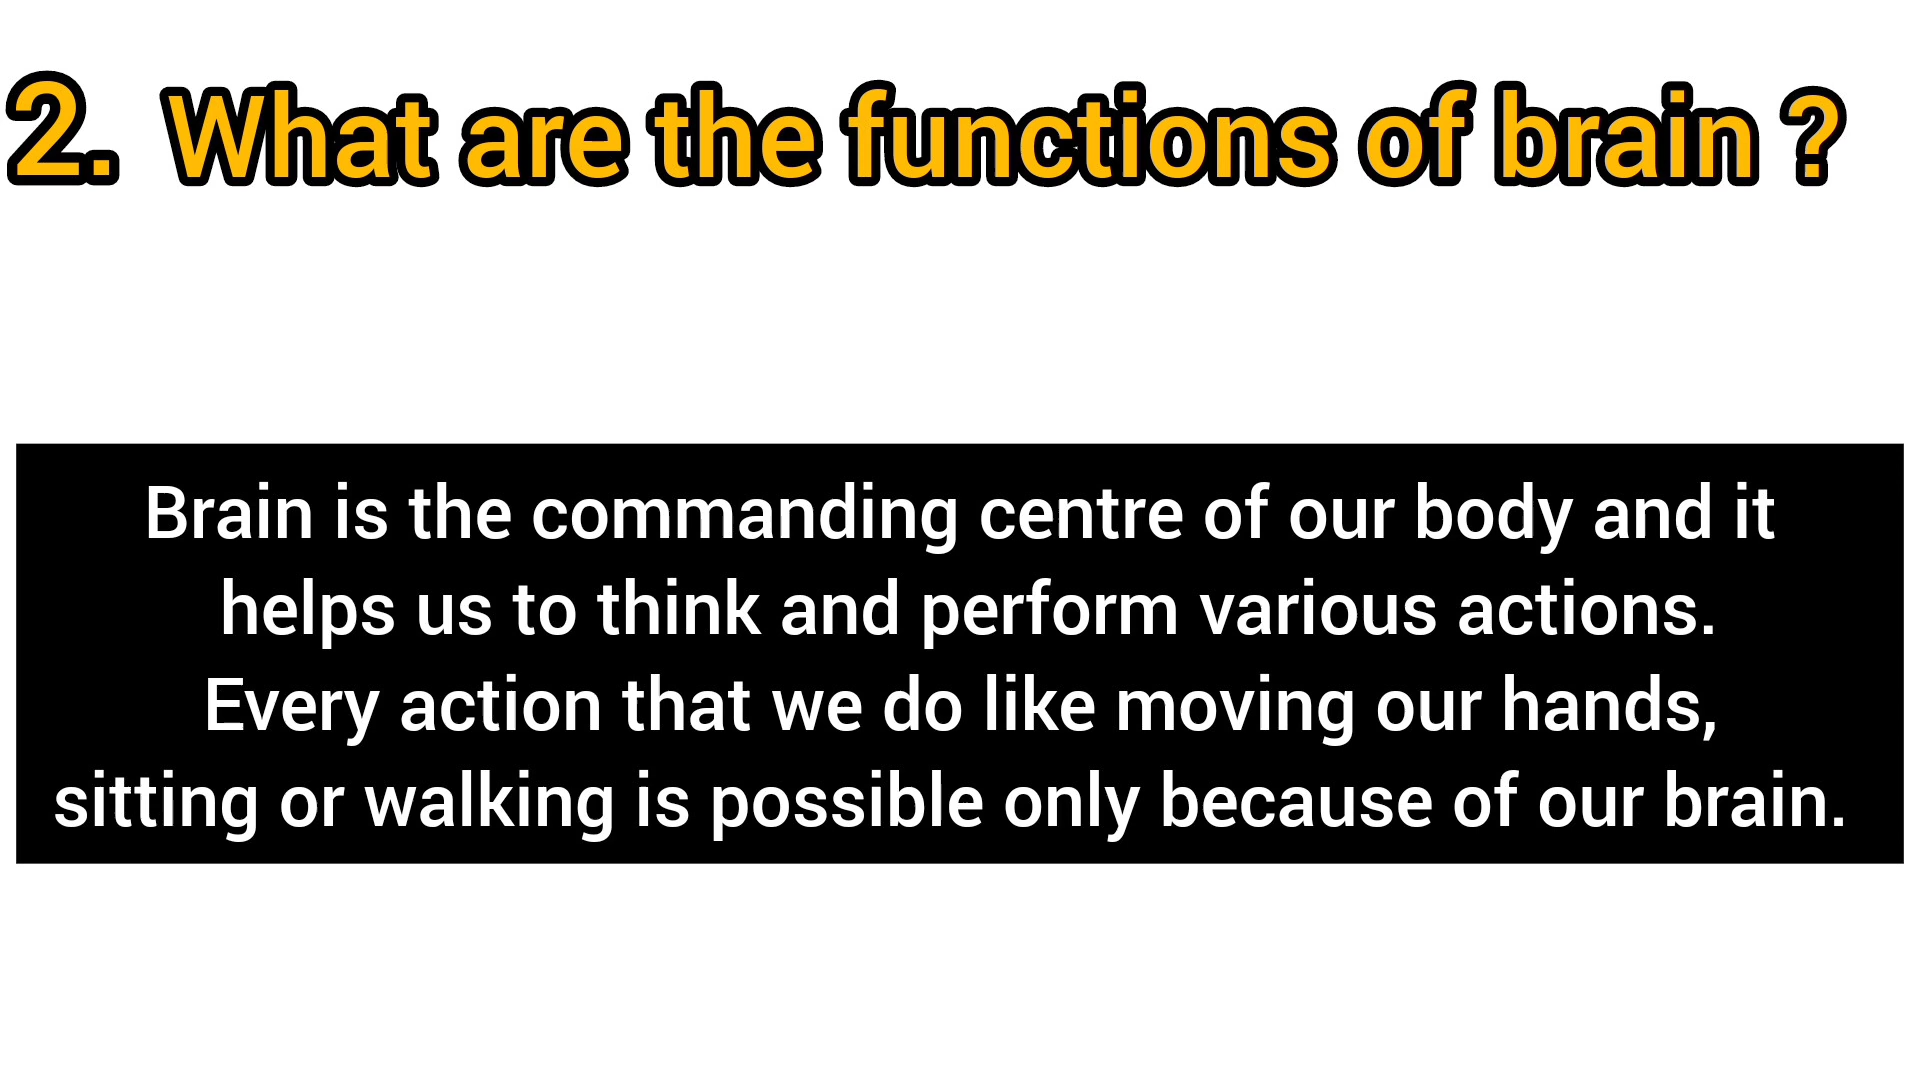 2. What are the functions of brain ?
Brain is the commanding centre of our body and it
helps us to think and perform various actions.
Every action that we do like moving our hands,
sitting or walking is possible only because of our brain.